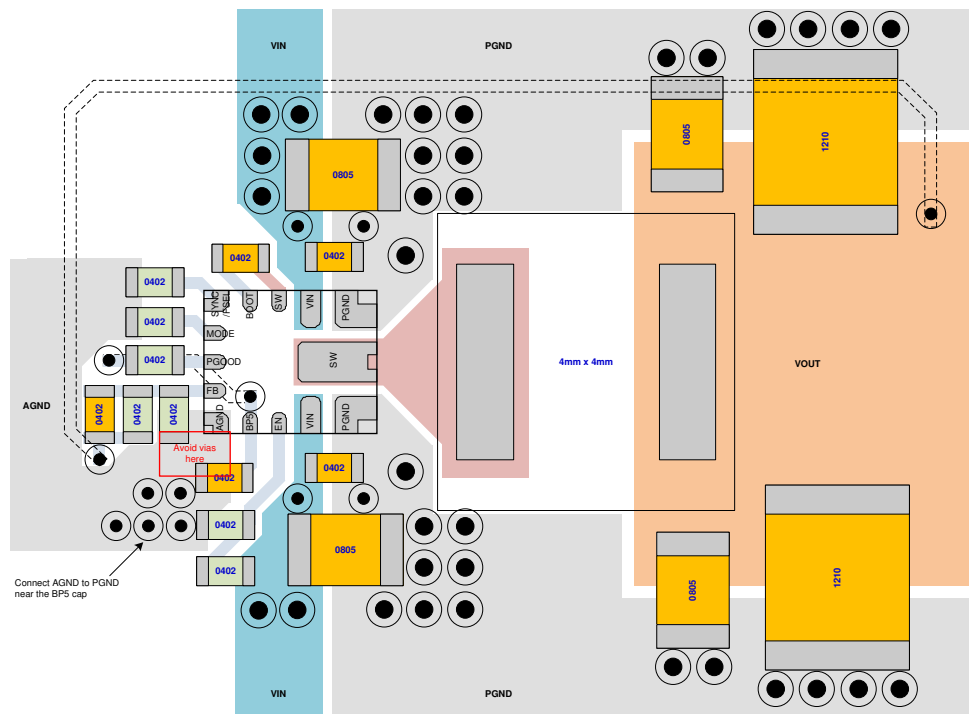 VIN
PGND
0805
1210
0805
0402
0402
0402
SYNC
/PSEL
BOOT
SW
VIN
PGND
0402
MODE
0402
PGOOD
SW
4mm x 4mm
VOUT
FB
AGND
0402
0402
0402
AGND
BP5
EN
VIN
PGND
Avoid vias
here
0402
0402
0402
0805
1210
0805
0402
Connect AGND to PGND
near the BP5 cap
VIN
PGND